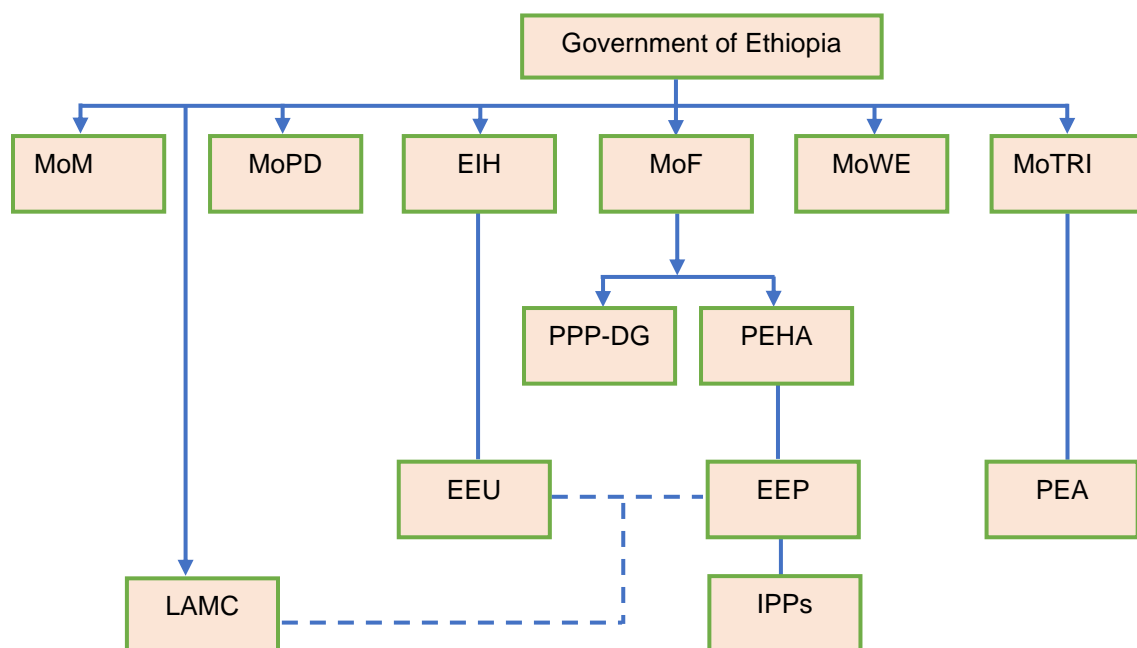 Government of Ethiopia
MoM
MoPD
EIH
MoF
MoWE
MoTRI
PPP-DG
PEHA
EEU
EEP
PEA
LAMC
IPPs